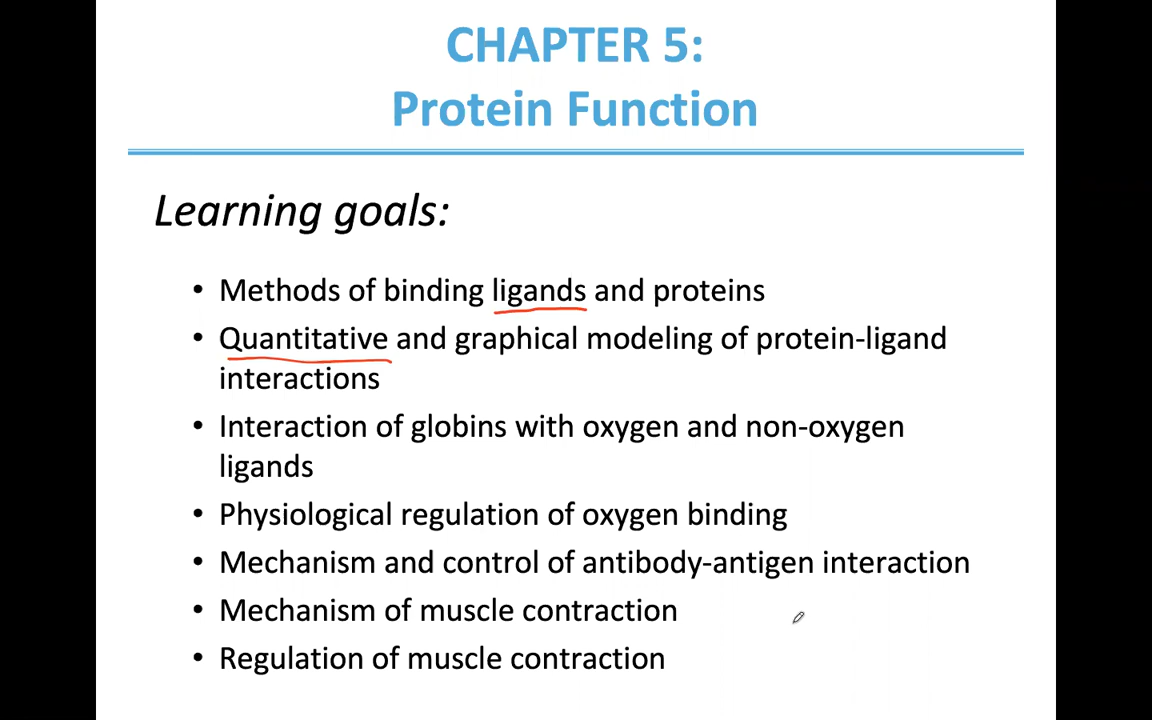 CHAPTER 5:
Protein Function
Learning goals:
• Methods of binding ligands and proteins
• Quantitative and graphical modeling of protein-ligand
interactions
• Interaction of globins with oxygen and non-oxygen
ligands
• Physiological regulation of oxygen binding
• Mechanism and control of antibody-antigen interaction
• Mechanism of muscle contraction
• Regulation of muscle contraction